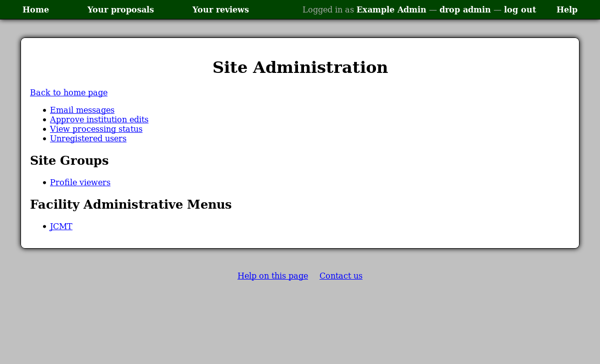 Home Your proposals Your reviews Logged in as Example Admin — drop admin — log out Help
Site Administration
Back to home page
• Email messages
• Approve institution edits
• View processing status
• Unregistered users
Site Groups
• Profile viewers
Facility Administrative Menus
• JCMT
Help on this page Contact us